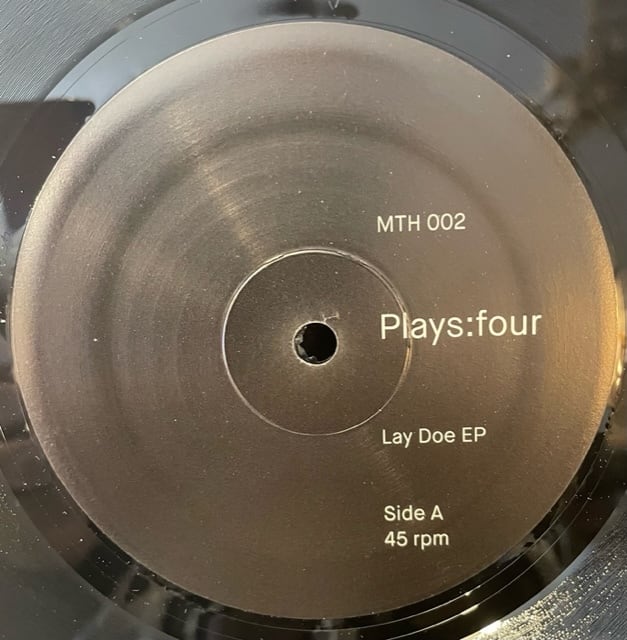 MTH 002
Plays:four
Lay Doe EP
Side A
45 rpm